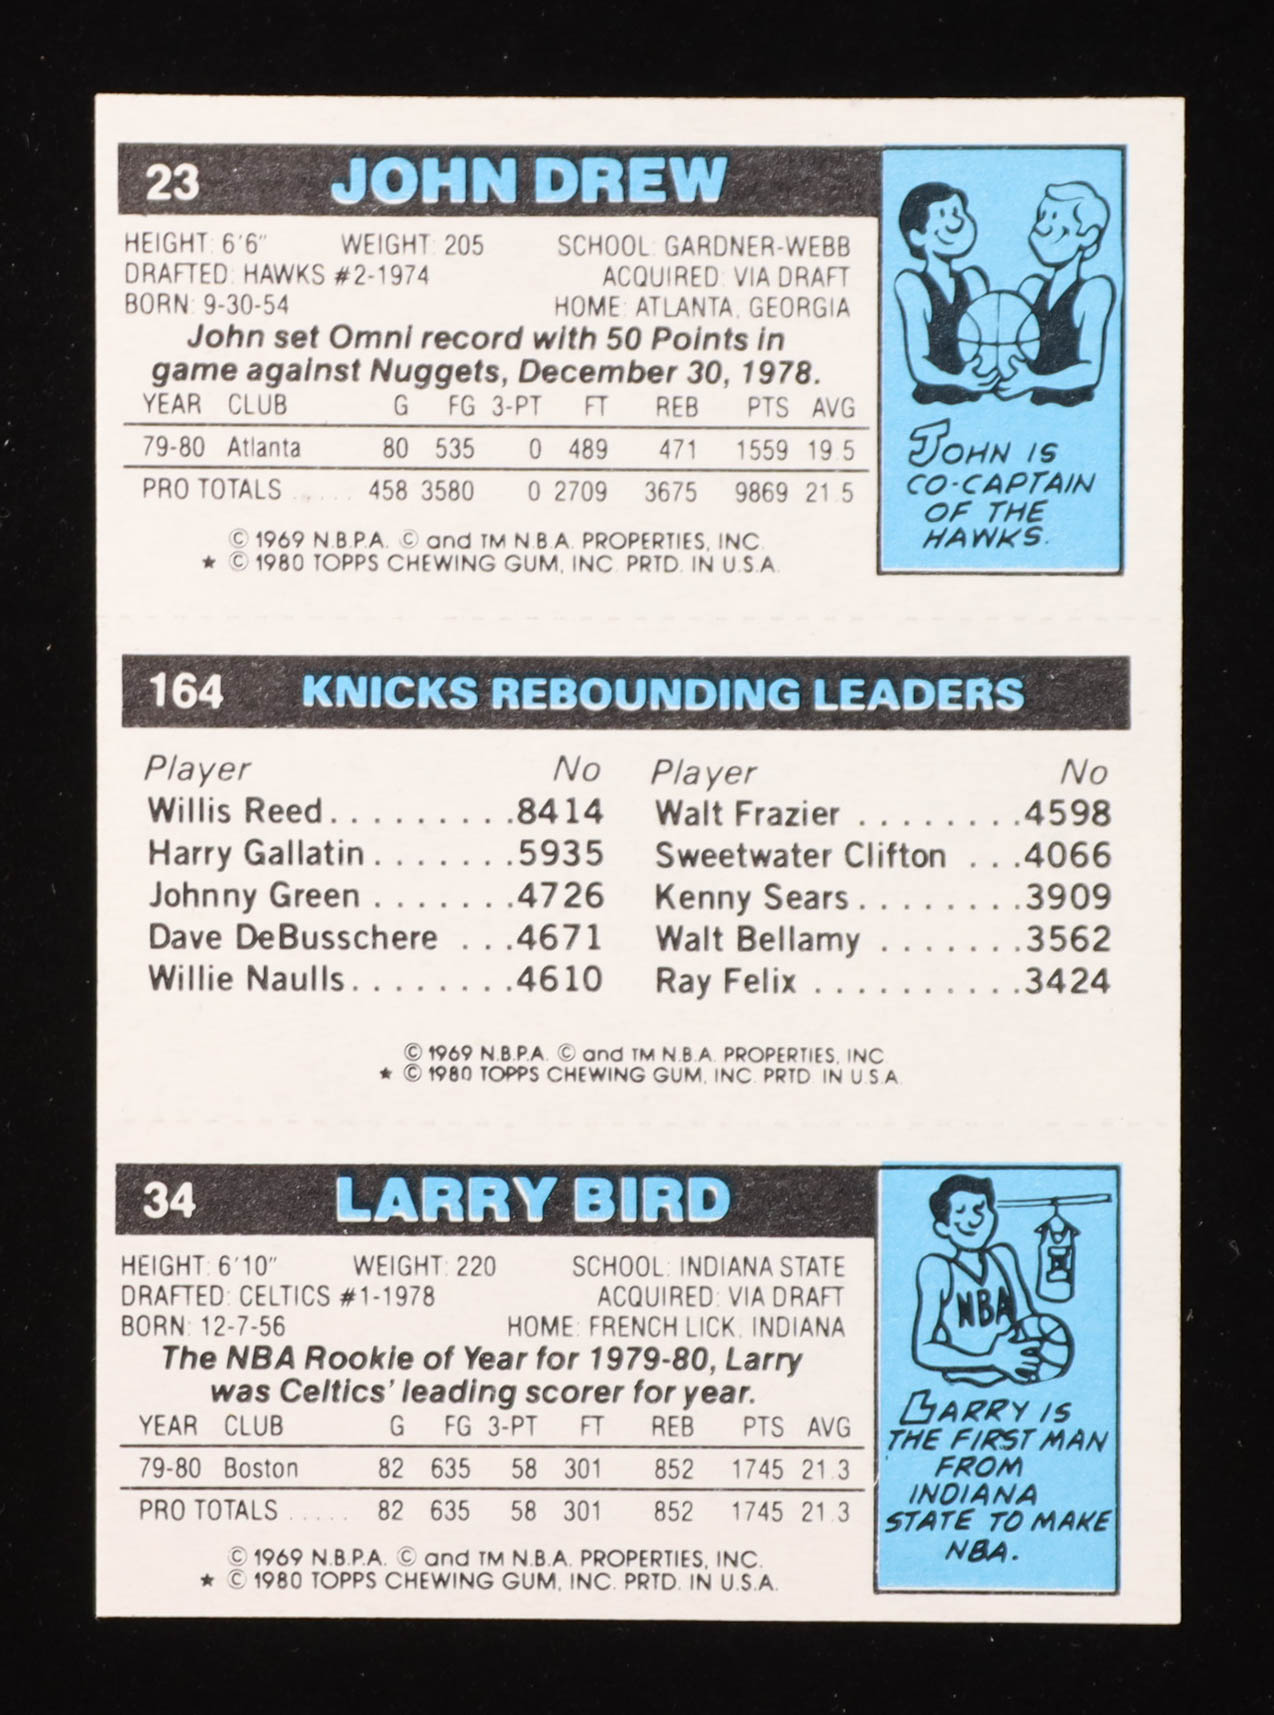 23 JOHN DREW
HEIGHT: 6'6" WEIGHT: 205 SCHOOL: GARDNER-WEBB
DRAFTED: HAWKS #2-1974 ACQUIRED: VIA DRAFT
BORN: 9-30-54 HOME: ATLANTA, GEORGIA
John set Omni record with 50 Points in
game against Nuggets, December 30, 1978.
YEAR CLUB G FG 3-PT FT REB PTS AVG
79-80 Atlanta 80 535 0 489 471 1559 19.5
PRO TOTALS ...... 458 3580 0 2709 3675 9869 21.5
© 1969 N.B.P.A. © and TM N.B.A. PROPERTIES, INC.
* © 1980 TOPPS CHEWING GUM, INC. PRTD. IN U.S.A.
JOHN IS
CO-CAPTAIN
OF THE
HAWKS.
164 KNICKS REBOUNDING LEADERS
Player No Player No
Willis Reed.........8414 Walt Frazier ........4598
Harry Gallatin.......5935 Sweetwater Clifton ...4066
Johnny Green.......4726 Kenny Sears........3909
Dave DeBusschere ...4671 Walt Bellamy .......3562
Willie Naulls........4610 Ray Felix ..........3424
© 1969 N.B.P.A. © and TM N.B.A. PROPERTIES, INC
* © 1980 TOPPS CHEWING GUM, INC. PRTD. IN U.S.A.
34 LARRY BIRD
HEIGHT: 6'10" WEIGHT: 220 SCHOOL: INDIANA STATE
DRAFTED: CELTICS #1-1978 ACQUIRED: VIA DRAFT
BORN: 12-7-56 HOME: FRENCH LICK, INDIANA
The NBA Rookie of Year for 1979-80, Larry
was Celtics' leading scorer for year.
YEAR CLUB G FG 3-PT FT REB PTS AVG
79-80 Boston 82 635 58 301 852 1745 21.3
PRO TOTALS ..... 82 635 58 301 852 1745 21.3
© 1969 N.B.P.A. © and TM N.B.A. PROPERTIES, INC.
* © 1980 TOPPS CHEWING GUM, INC. PRTD. IN U.S.A.
NBA
LARRY IS
THE FIRST MAN
FROM
INDIANA
STATE TO MAKE
NBA.